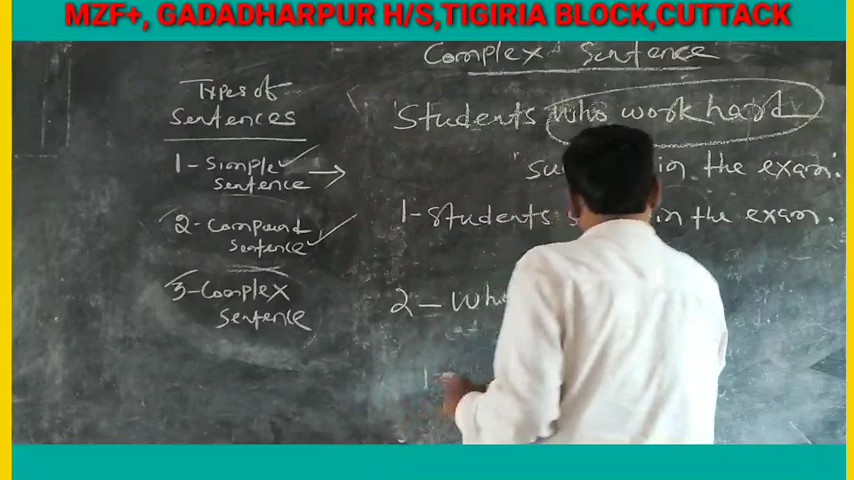 MZF+, GADADHARPUR H/S,TIGIRIA BLOCK,CUTTACK
Complex Sentence
Types of
Sentences
1-Simple
sentence
2-Compound
sentence
3-Complex
sentence
"Students who work hard
in the exam.
1-Students in the exam.
2-